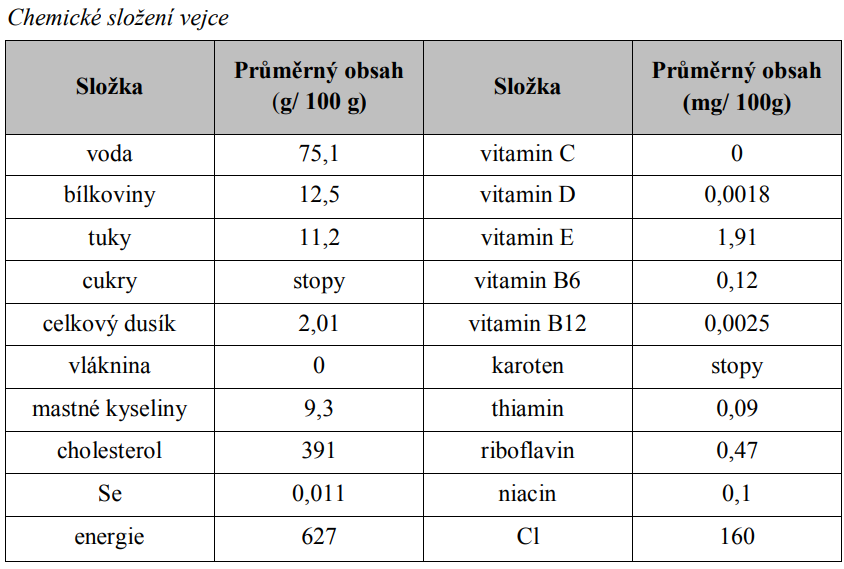 Chemické složení vejce
Složka Průměrný obsah (g/ 100 g) Složka Průměrný obsah (mg/ 100g)
voda 75,1 vitamin C 0
bílkoviny 12,5 vitamin D 0,0018
tuky 11,2 vitamin E 1,91
cukry stopy vitamin B6 0,12
celkový dusík 2,01 vitamin B12 0,0025
vláknina 0 karoten stopy
mastné kyseliny 9,3 thiamin 0,09
cholesterol 391 riboflavin 0,47
Se 0,011 niacin 0,1
energie 627 Cl 160